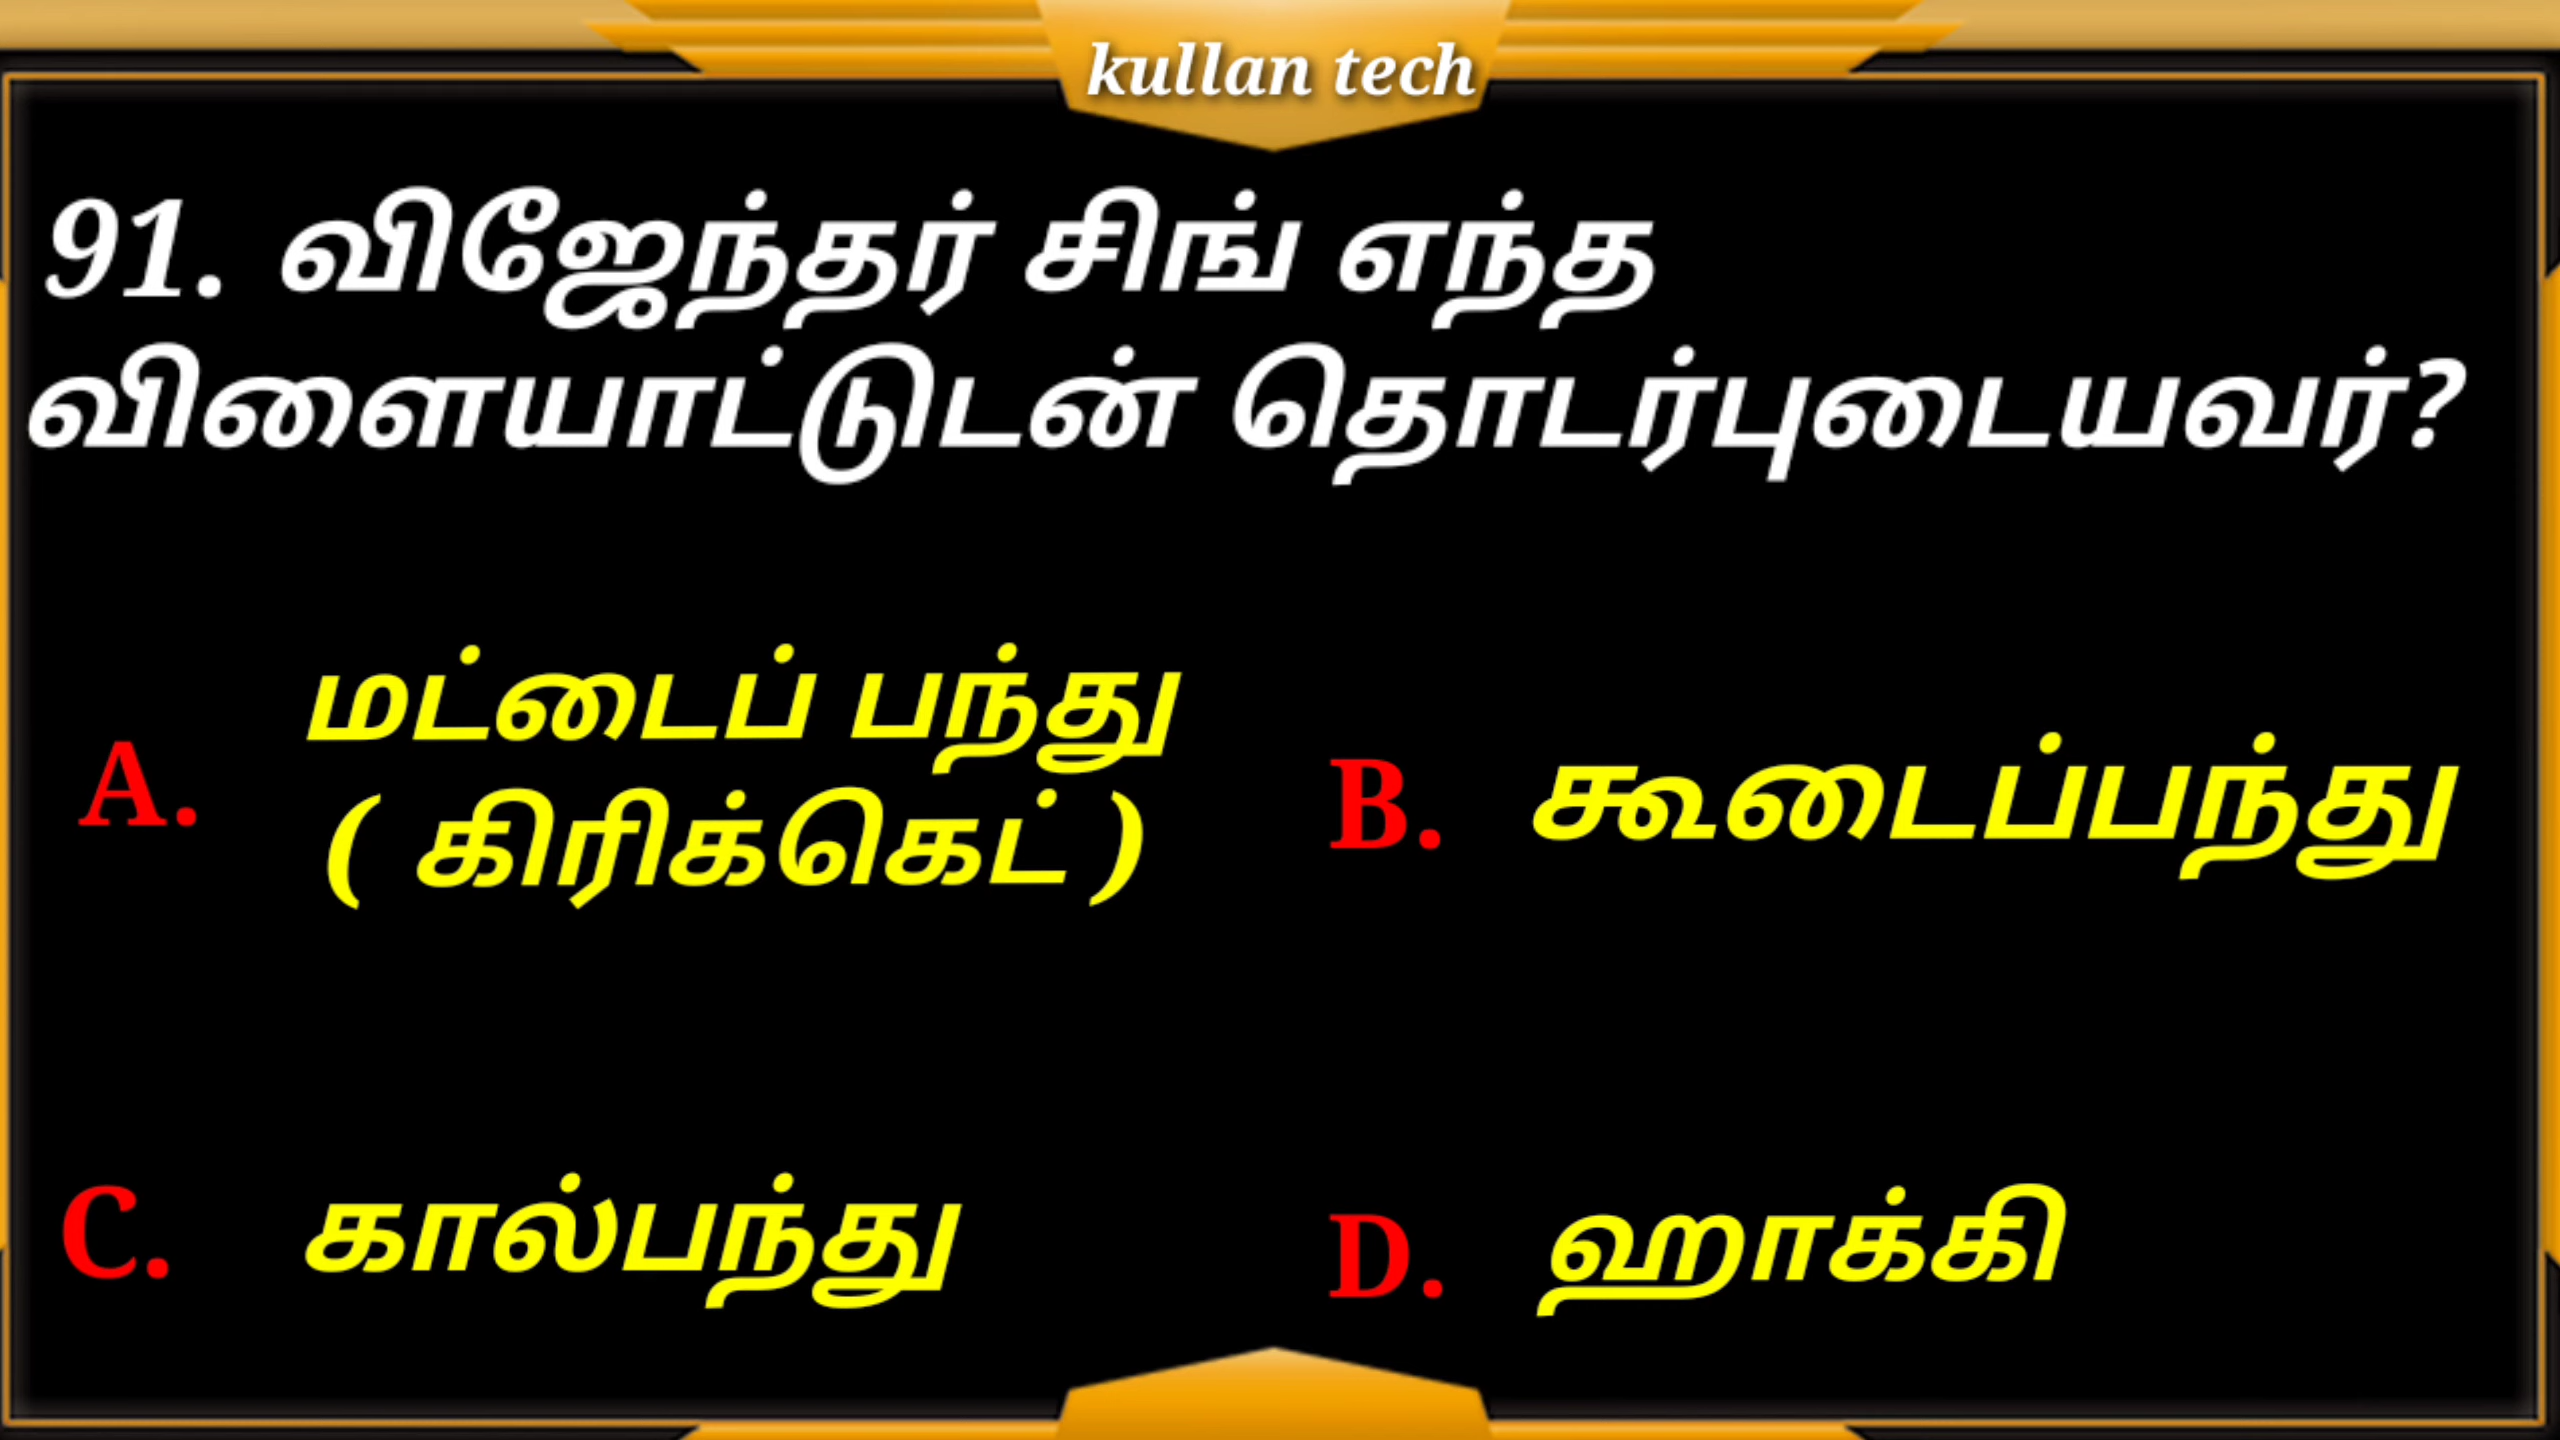 kullan tech
91. விஜேந்தர் சிங் எந்த
விளையாட்டுடன் தொடர்புடையவர்?
A. மட்டைப் பந்து
( கிரிக்கெட் )
B. கூடைப்பந்து
C. கால்பந்து
D. ஹாக்கி